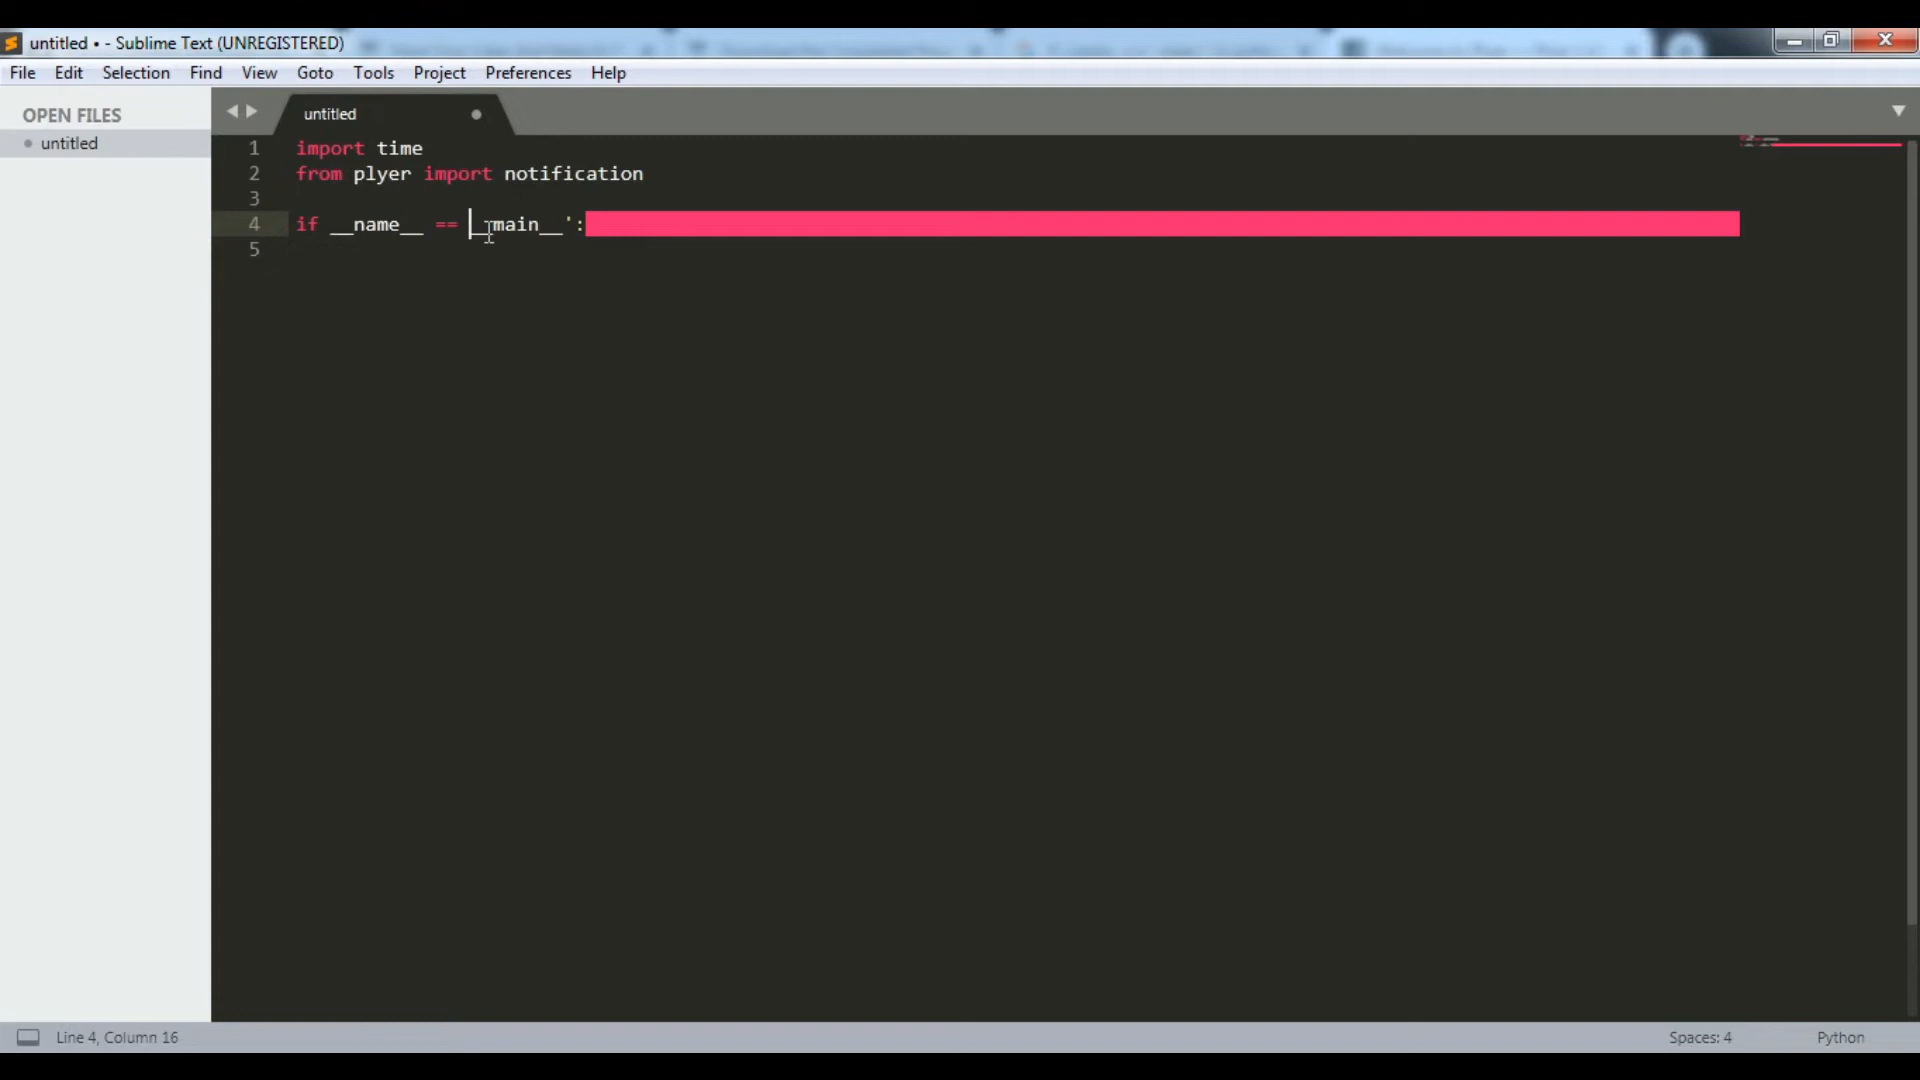 untitled • - Sublime Text (UNREGISTERED)
File Edit Selection Find View Goto Tools Project Preferences Help
OPEN FILES
untitled
untitled
1 import time
2 from plyer import notification
3
4 if __name__ == __main__':
5
Line 4, Column 16
Spaces: 4
Python